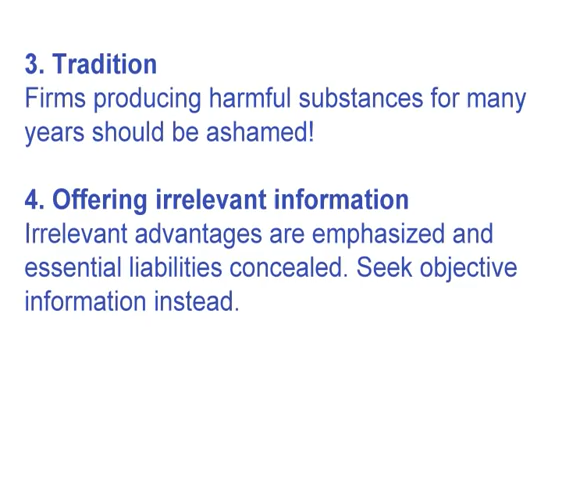 3. Tradition
Firms producing harmful substances for many
years should be ashamed!
4. Offering irrelevant information
Irrelevant advantages are emphasized and
essential liabilities concealed. Seek objective
information instead.